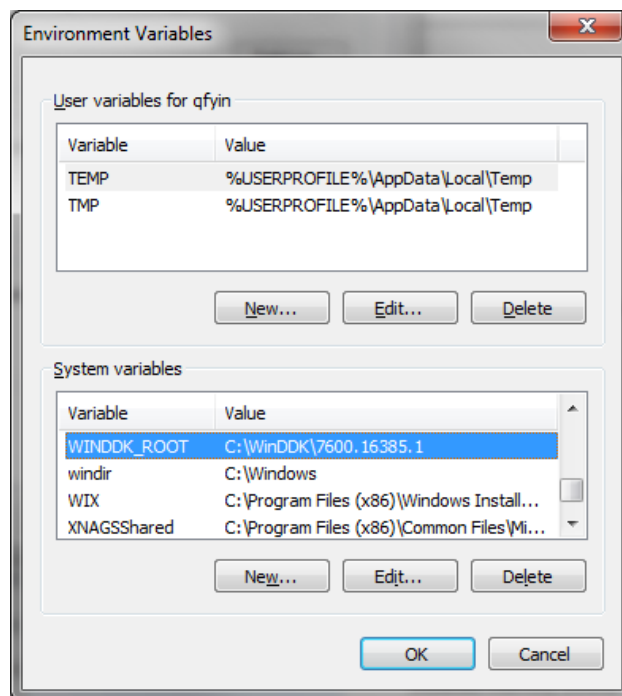 Environment Variables
User variables for qfyin
Variable Value
TEMP %USERPROFILE%\AppData\Local\Temp
TMP %USERPROFILE%\AppData\Local\Temp
New... Edit... Delete
System variables
Variable Value
WINDDK_ROOT C:\WinDDK\7600.16385.1
windir C:\Windows
WIX C:\Program Files (x86)\Windows Install...
XNAGSShared C:\Program Files (x86)\Common Files\Mi...
New... Edit... Delete
OK Cancel